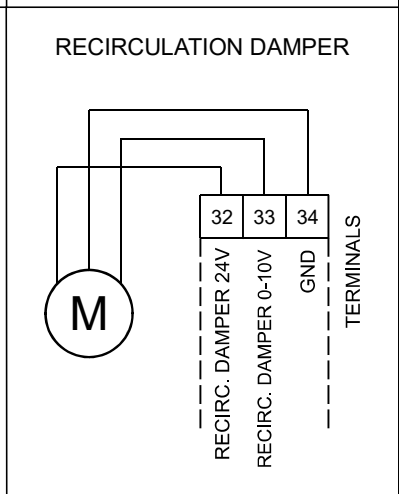 RECIRCULATION DAMPER
32 33 34
M
RECIRC. DAMPER 24V
RECIRC. DAMPER 0-10V
GND
TERMINALS